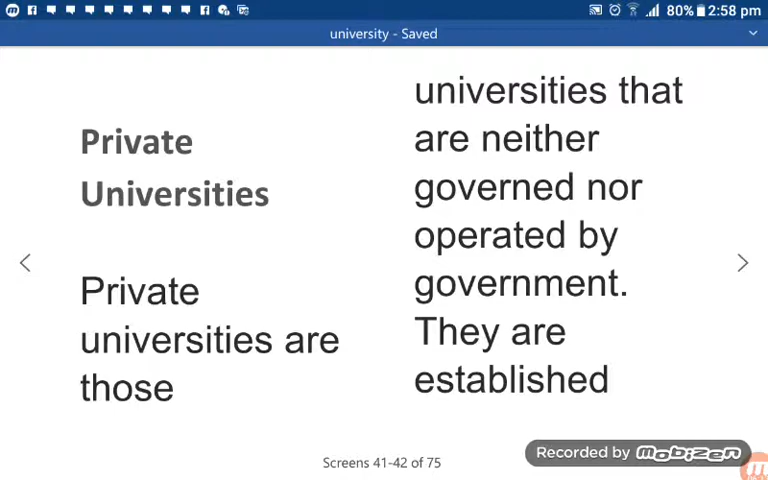 80% 2:58 pm
university - Saved
Private
Universities
Private
universities are
those
universities that
are neither
governed nor
operated by
government.
They are
established
Screens 41-42 of 75
Recorded by mobizen